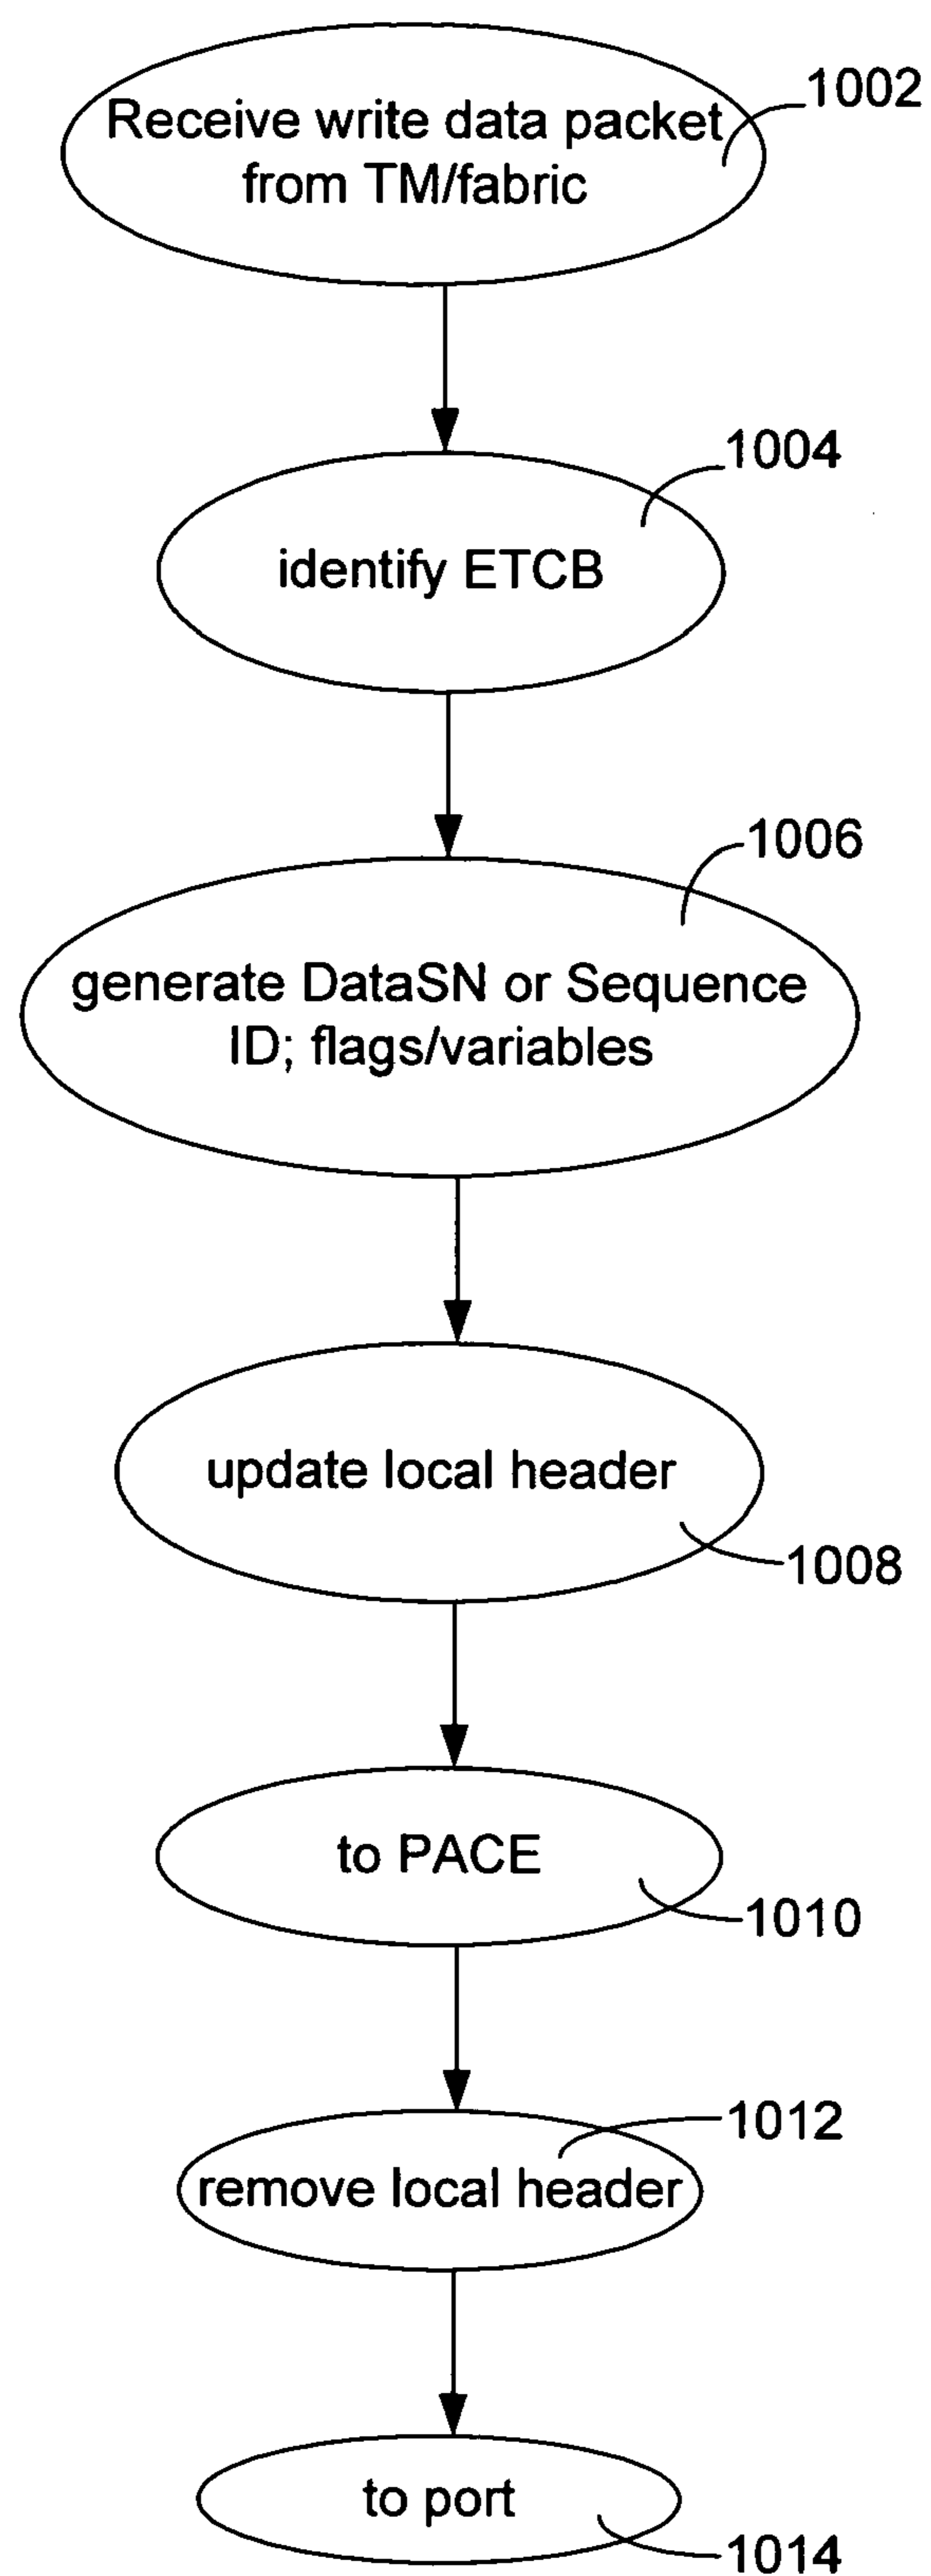 Receive write data packet
from TM/fabric
1002
identify ETCB
1004
generate DataSN or Sequence
ID; flags/variables
1006
update local header
1008
to PACE
1010
remove local header
1012
to port
1014